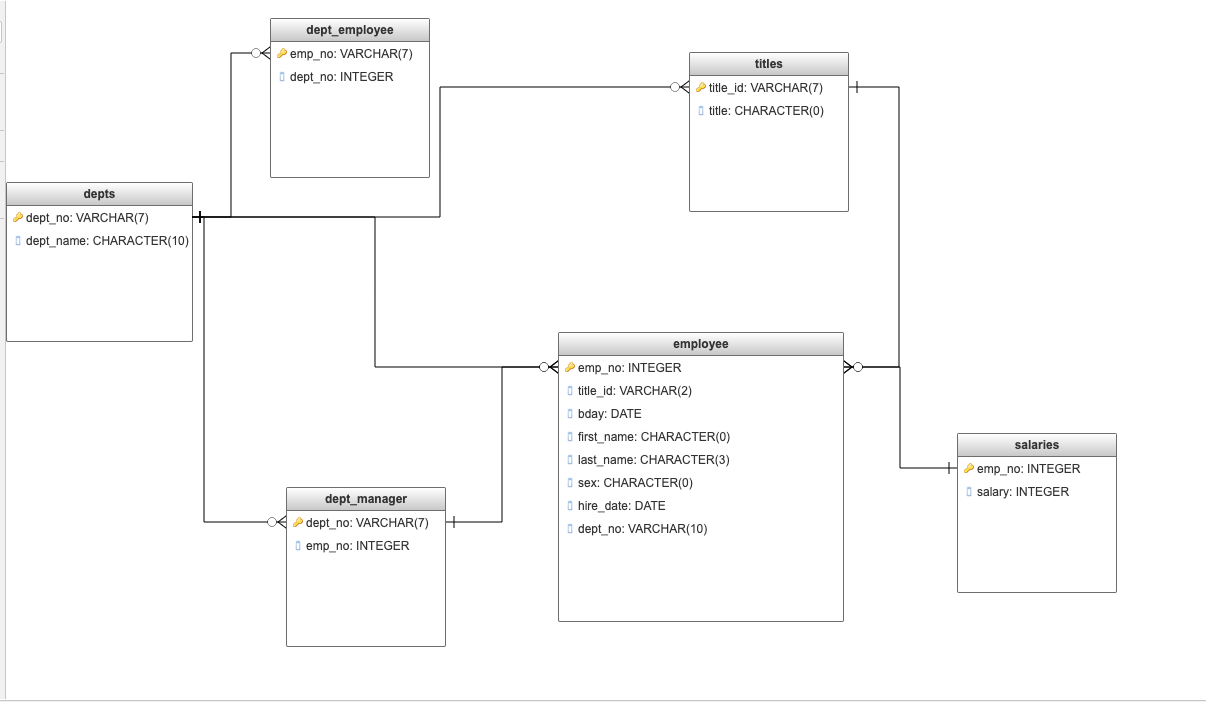 dept_employee
emp_no: VARCHAR(7)
dept_no: INTEGER
titles
title_id: VARCHAR(7)
title: CHARACTER(0)
depts
dept_no: VARCHAR(7)
dept_name: CHARACTER(10)
employee
emp_no: INTEGER
title_id: VARCHAR(2)
bday: DATE
first_name: CHARACTER(0)
last_name: CHARACTER(3)
sex: CHARACTER(0)
hire_date: DATE
dept_no: VARCHAR(10)
salaries
emp_no: INTEGER
salary: INTEGER
dept_manager
dept_no: VARCHAR(7)
emp_no: INTEGER